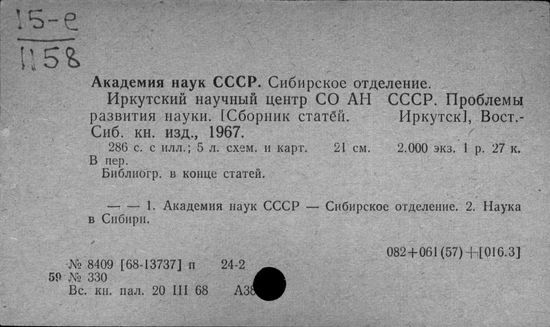 15-е
1158
Академия наук СССР. Сибирское отделение.
Иркутский научный центр СО АН СССР. Проблемы
развития науки. [Сборник статей. Иркутск], Вост.-
Сиб. кн. изд., 1967.
286 с. с илл.; 5 л. схем. и карт. 21 см. 2.000 экз. 1 р. 27 к.
В пер.
Библиогр. в конце статей.
— — 1. Академия наук СССР — Сибирское отделение. 2. Наука
в Сибири.
082+061(57)+[016.3]
№ 8409 [68-13737] п 24-2
59 № 330
Вс. кн. пал. 20 III 68